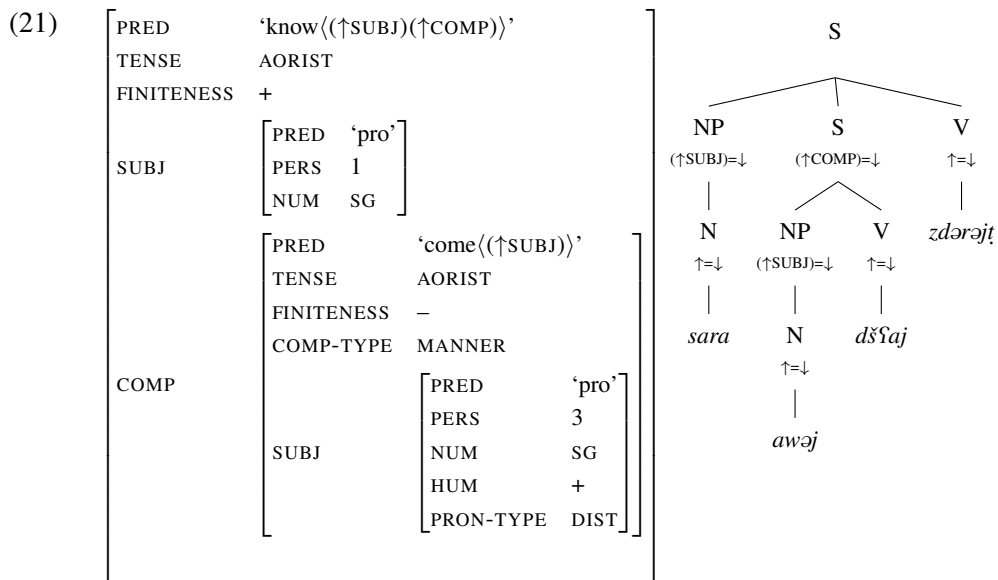 (21)
PRED ‘know⟨(↑SUBJ)(↑COMP)⟩’
TENSE AORIST
FINITENESS +
SUBJ
PRED ‘pro’
PERS 1
NUM SG
COMP
PRED ‘come⟨(↑SUBJ)⟩’
TENSE AORIST
FINITENESS –
COMP-TYPE MANNER
SUBJ
PRED ‘pro’
PERS 3
NUM SG
HUM +
PRON-TYPE DIST
S
NP S V
(↑SUBJ)=↓ (↑COMP)=↓ ↑=↓
N NP V zdərəjṭ
↑=↓ (↑SUBJ)=↓ ↑=↓
sara N dšʕaj
↑=↓
awəj